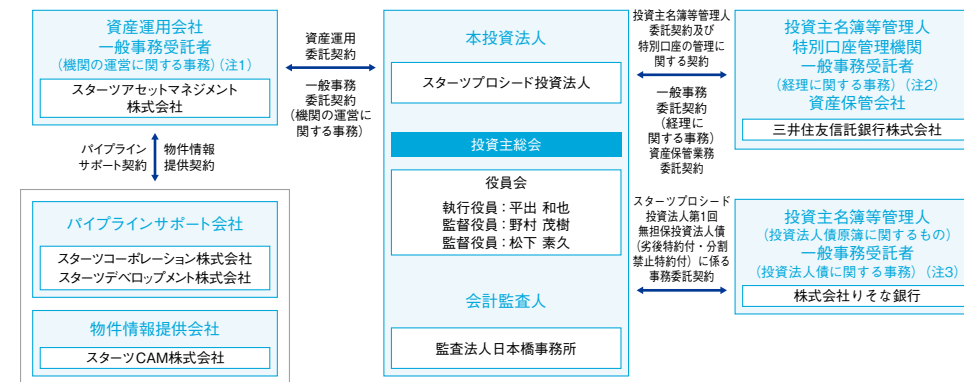 資産運用会社
一般事務受託者
(機関の運営に関する事務)(注1)
スターツアセットマネジメント
株式会社
パイプライン
サポート契約
物件情報
提供契約
パイプラインサポート会社
スターツコーポレーション株式会社
スターツデベロップメント株式会社
物件情報提供会社
スターツCAM株式会社
資産運用
委託契約
一般事務
委託契約
(機関の運営に
関する事務)
本投資法人
スターツプロシード投資法人
投資主総会
役員会
執行役員:平出 和也
監督役員:野村 茂樹
監督役員:松下 素久
会計監査人
監査法人日本橋事務所
投資主名簿等管理人
委託契約及び
特別口座の管理に
関する契約
一般事務
委託契約
(経理に
関する事務)
資産保管業務
委託契約
スターツプロシード
投資法人第1回
無担保投資法人債
(劣後特約付・分割
禁止特約付)に係る
事務委託契約
投資主名簿等管理人
特別口座管理機関
一般事務受託者
(経理に関する事務)(注2)
資産保管会社
三井住友信託銀行株式会社
投資主名簿等管理人
(投資法人債原簿に関するもの)
一般事務受託者
(投資法人債に関する事務)(注3)
株式会社りそな銀行